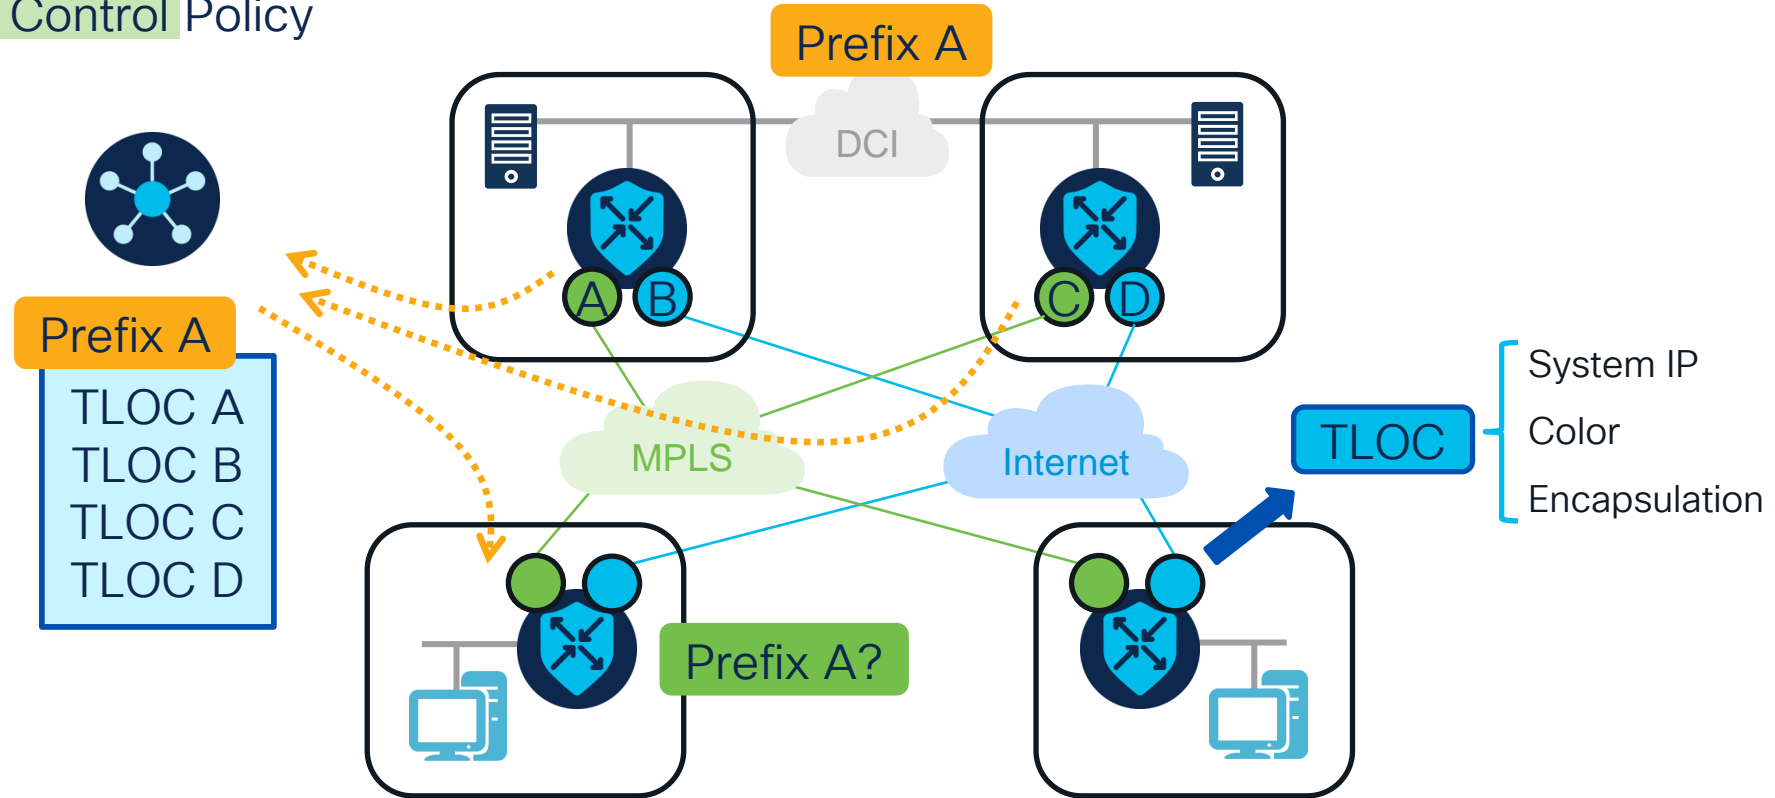 Control Policy
Prefix A
DCI
A
B
C
D
Prefix A
TLOC A
TLOC B
TLOC C
TLOC D
MPLS
Internet
TLOC
System IP
Color
Encapsulation
Prefix A?